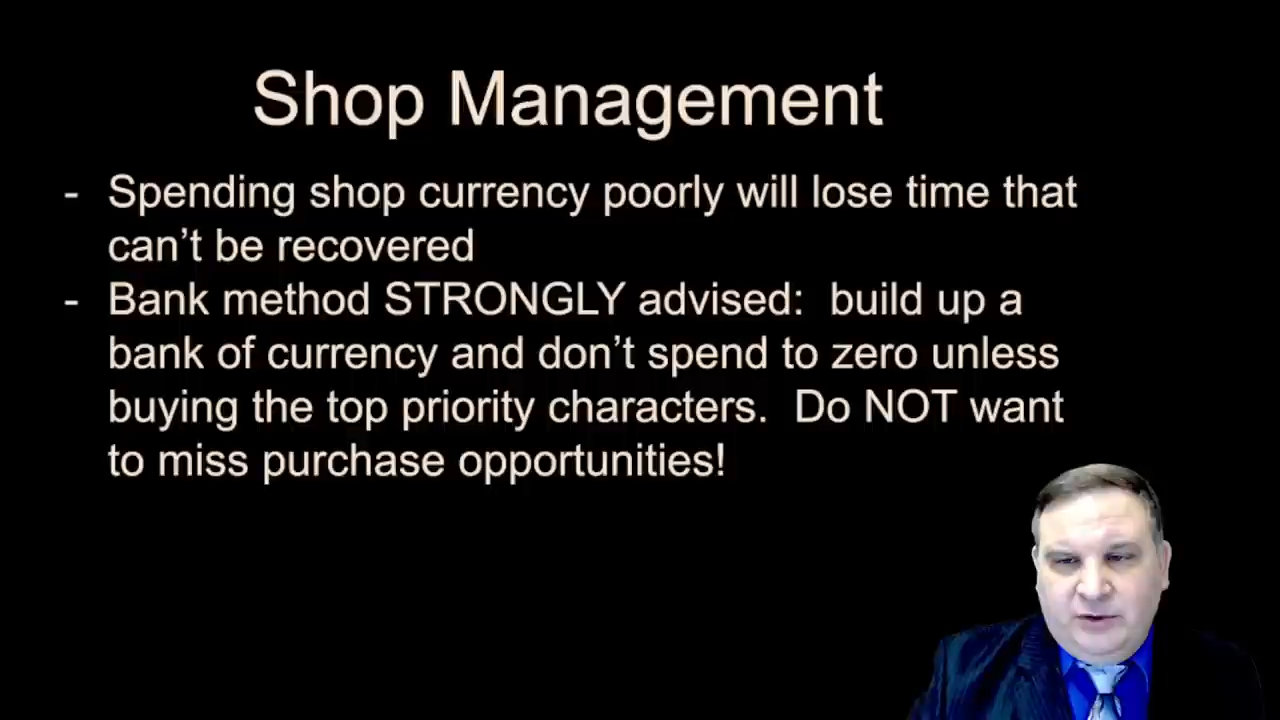 Shop Management
- Spending shop currency poorly will lose time that
can’t be recovered
- Bank method STRONGLY advised:  build up a
bank of currency and don’t spend to zero unless
buying the top priority characters.  Do NOT want
to miss purchase opportunities!